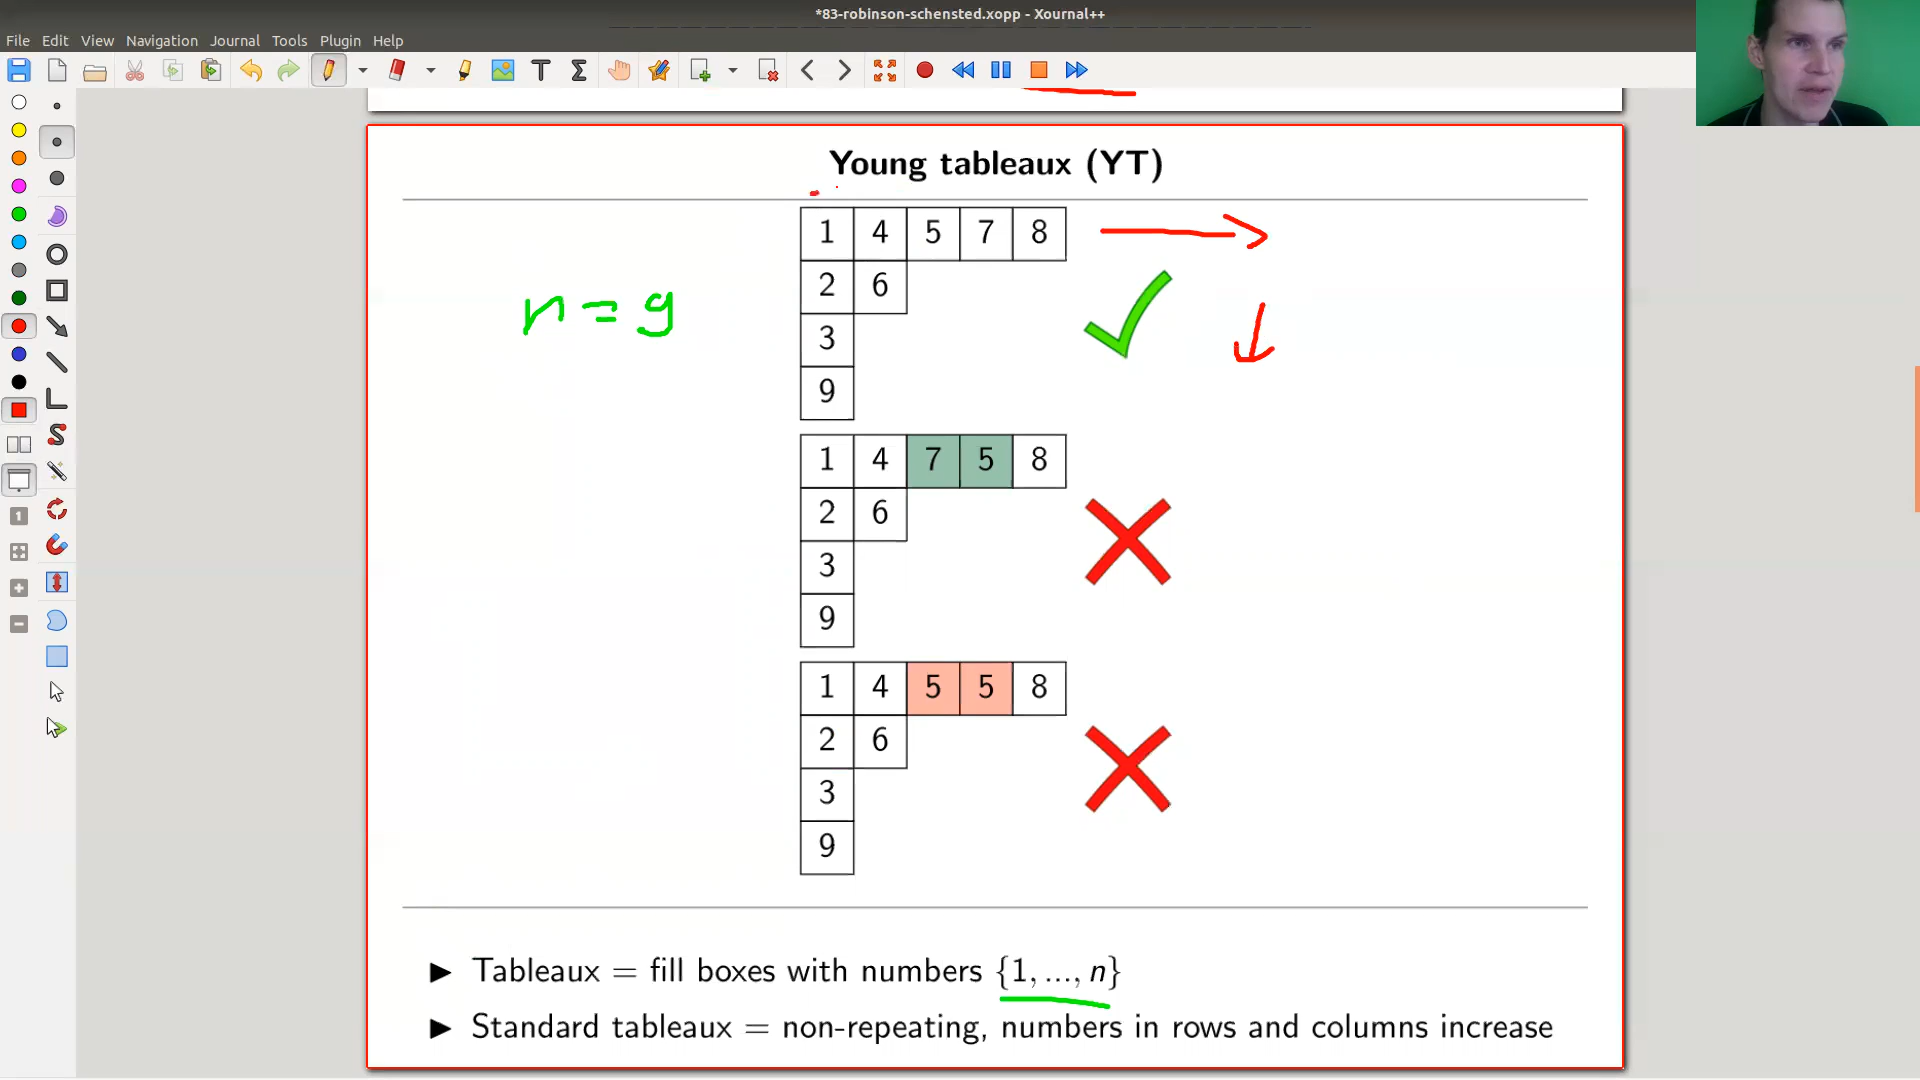 *83-robinson-schensted.xopp - Xournal++
File Edit View Navigation Journal Tools Plugin Help
Young tableaux (YT)
1 4 5 7 8
2 6
3
9
n = 9
1 4 7 5 8
2 6
3
9
1 4 5 5 8
2 6
3
9
▶ Tableaux = fill boxes with numbers {1, ..., n}
▶ Standard tableaux = non-repeating, numbers in rows and columns increase